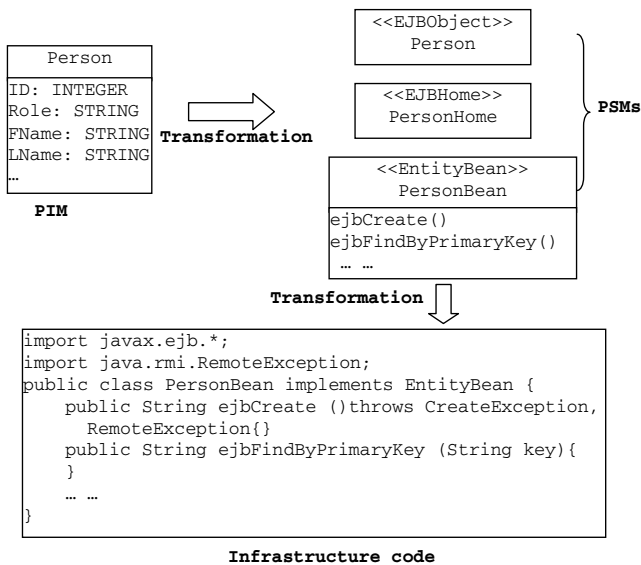 Person
ID: INTEGER
Role: STRING
FName: STRING
LName: STRING
…
PIM
Transformation
<<EJBObject>>
Person
<<EJBHome>>
PersonHome
<<EntityBean>>
PersonBean
ejbCreate()
ejbFindByPrimaryKey()
… …
PSMs
Transformation
import javax.ejb.*;
import java.rmi.RemoteException;
public class PersonBean implements EntityBean {
public String ejbCreate ()throws CreateException,
RemoteException{}
public String ejbFindByPrimaryKey (String key){
}
… …
}
Infrastructure code